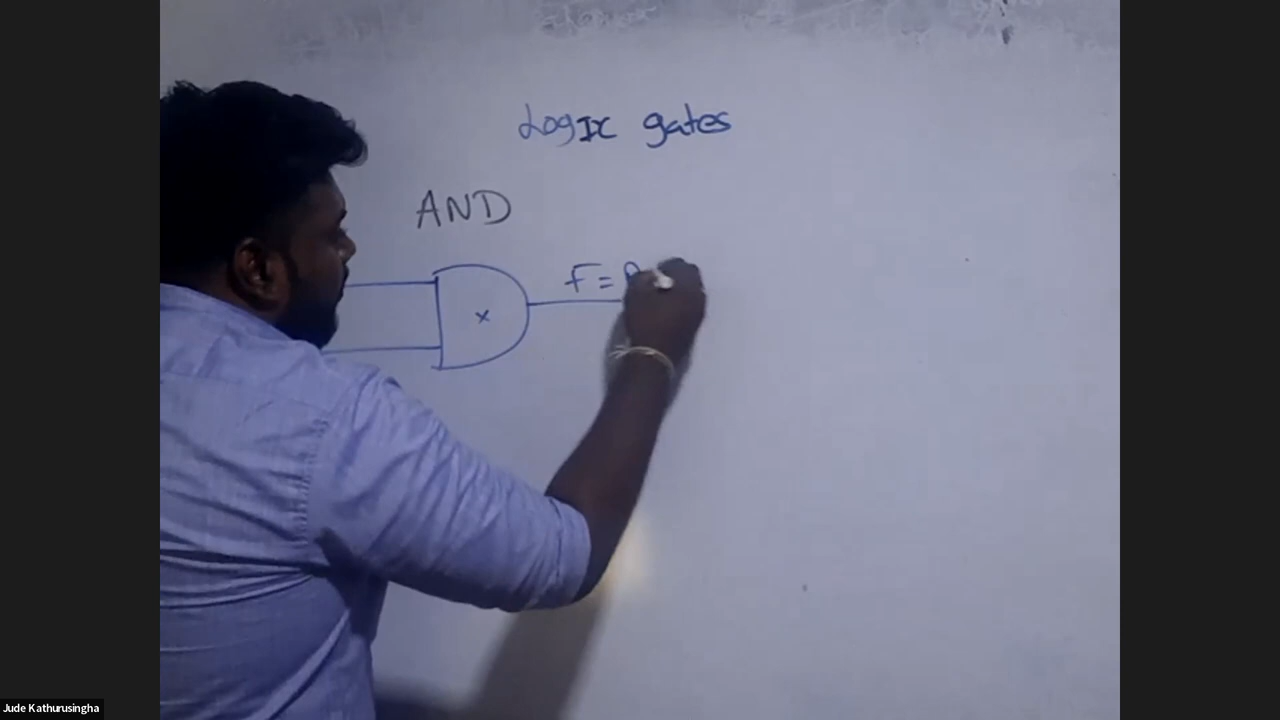 Logic gates
AND
F = A
x
Jude Kathurusingha